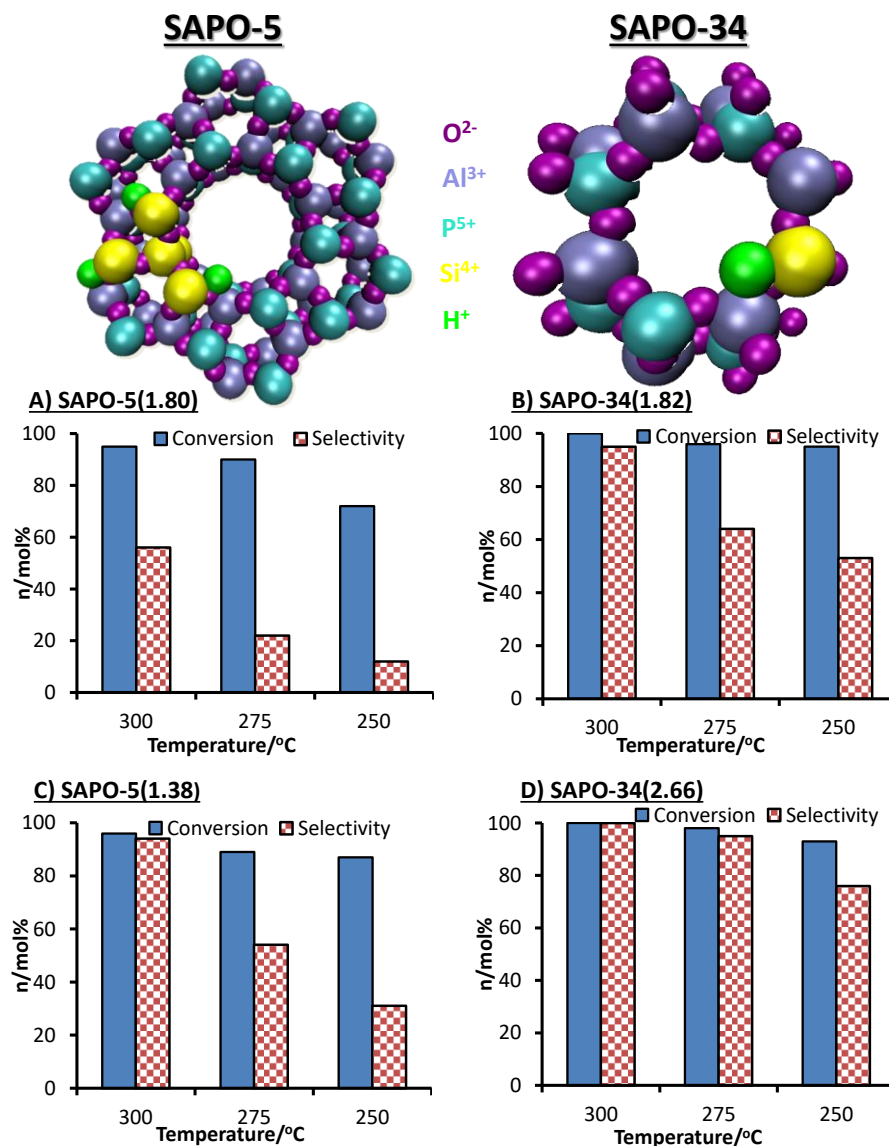 SAPO-5
SAPO-34
O²⁻
Al³⁺
P⁵⁺
Si⁴⁺
H⁺
A) SAPO-5(1.80)
Conversion Selectivity
n/mol%
100
80
60
40
20
0
300 275 250
Temperature/°C
B) SAPO-34(1.82)
Conversion Selectivity
n/mol%
100
80
60
40
20
0
300 275 250
Temperature/°C
C) SAPO-5(1.38)
Conversion Selectivity
n/mol%
100
80
60
40
20
0
300 275 250
Temperature/°C
D) SAPO-34(2.66)
Conversion Selectivity
n/mol%
100
80
60
40
20
0
300 275 250
Temperature/°C